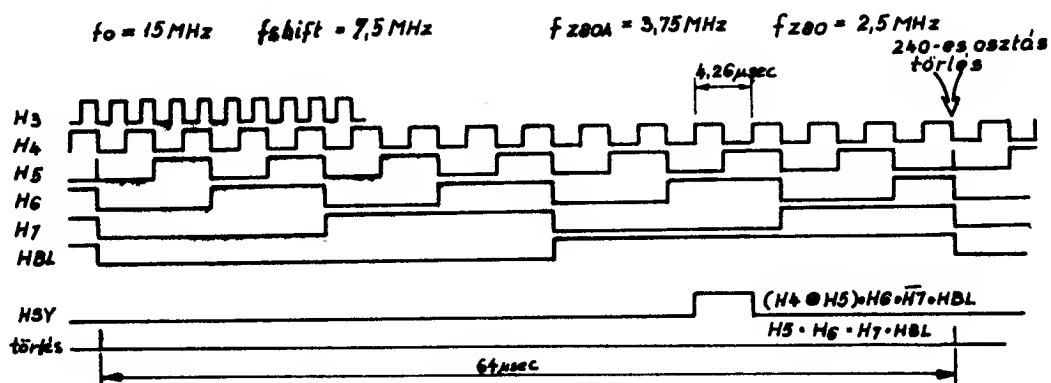 fo = 15 MHz fshift = 7,5 MHz fZ80A = 3,75 MHz fZ80 = 2,5 MHz
240-es osztás
törlés
4,26 µsec
H3
H4
H5
H6
H7
HBL
HSY (H4 ⊕ H5)•H6•H̅7̅•HBL
H5 • H6 • H7 • HBL
törlés
64 µsec